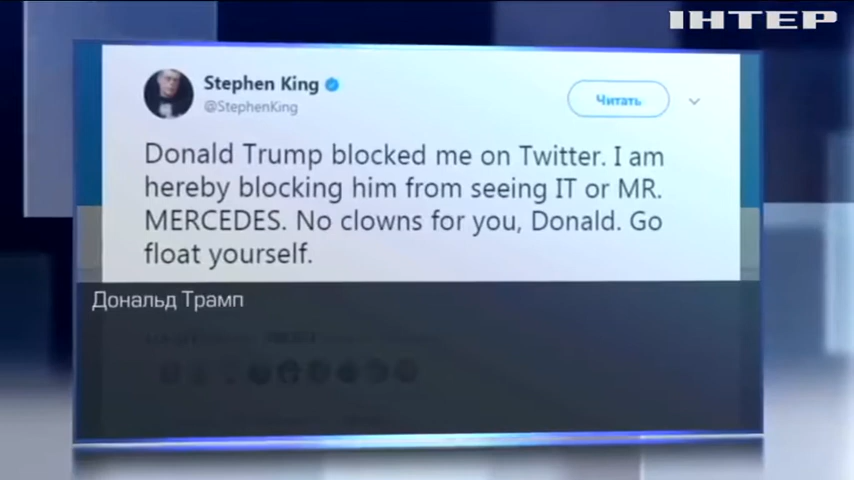 ІНТЕР
Stephen King
@StephenKing
Читать
Donald Trump blocked me on Twitter. I am
hereby blocking him from seeing IT or MR.
MERCEDES. No clowns for you, Donald. Go
float yourself.
Дональд Трамп